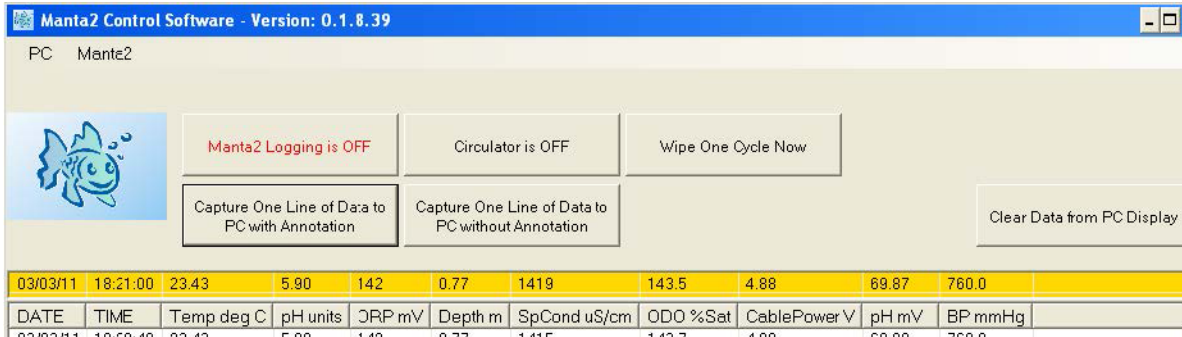 Manta2 Control Software - Version: 0.1.8.39
PC Manta2
Manta2 Logging is OFF
Circulator is OFF
Wipe One Cycle Now
Capture One Line of Data to
PC with Annotation
Capture One Line of Data to
PC without Annotation
Clear Data from PC Display
03/03/11 18:21:00 23.43 5.90 142 0.77 1419 143.5 4.88 69.87 760.0
DATE TIME Temp deg C pH units ORP mV Depth m SpCond uS/cm ODO %Sat CablePower V pH mV BP mmHg